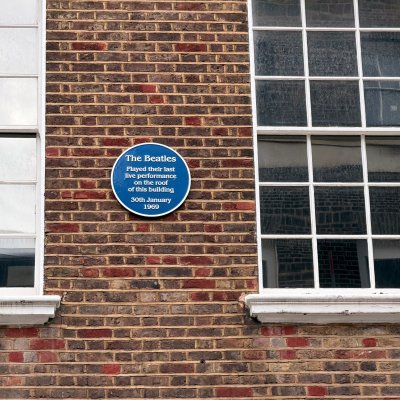 The Beatles
Played their last
live performance
on the roof
of this building
30th January
1969